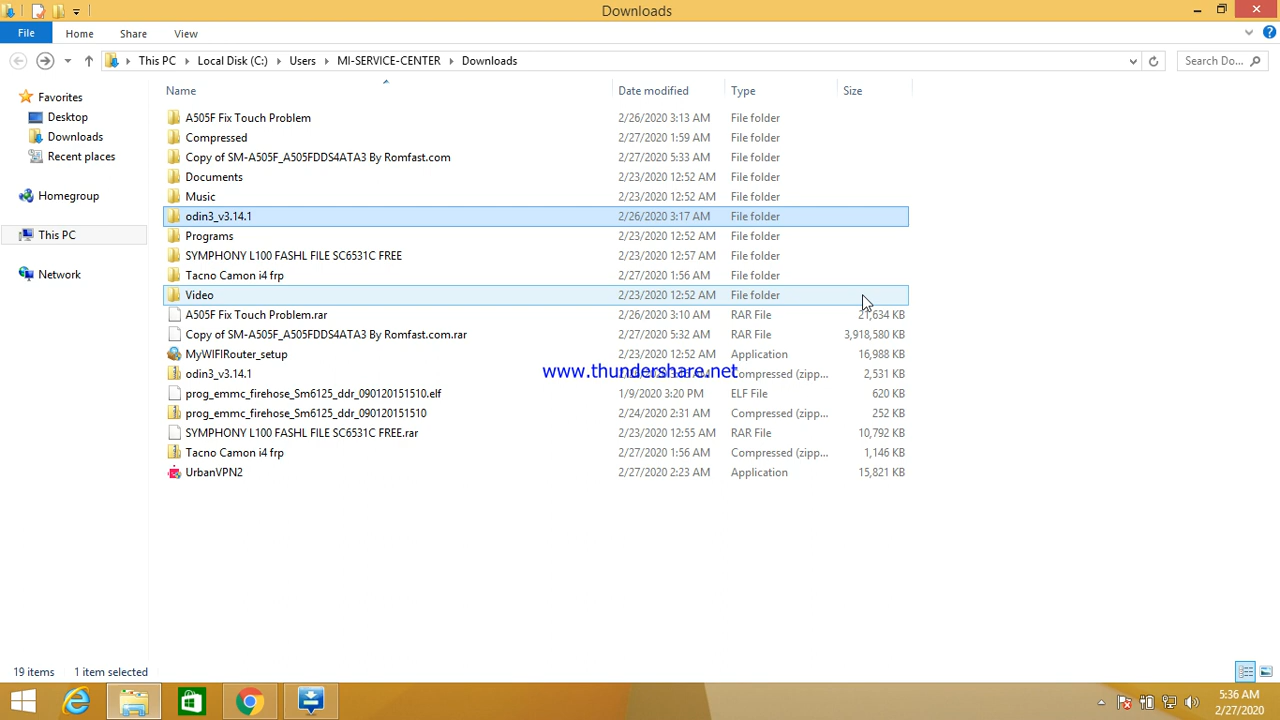 Downloads
File Home Share View
This PC Local Disk (C:) Users MI-SERVICE-CENTER Downloads Search Do...
Name Date modified Type Size
Favorites
Desktop
Downloads
Recent places
Homegroup
This PC
Network
A505F Fix Touch Problem 2/26/2020 3:13 AM File folder
Compressed 2/27/2020 1:59 AM File folder
Copy of SM-A505F_A505FDDS4ATA3 By Romfast.com 2/27/2020 5:33 AM File folder
Documents 2/23/2020 12:52 AM File folder
Music 2/23/2020 12:52 AM File folder
odin3_v3.14.1 2/26/2020 3:17 AM File folder
Programs 2/23/2020 12:52 AM File folder
SYMPHONY L100 FASHL FILE SC6531C FREE 2/23/2020 12:57 AM File folder
Tacno Camon i4 frp 2/27/2020 1:56 AM File folder
Video 2/23/2020 12:52 AM File folder
A505F Fix Touch Problem.rar 2/26/2020 3:10 AM RAR File 21,634 KB
Copy of SM-A505F_A505FDDS4ATA3 By Romfast.com.rar 2/27/2020 5:32 AM RAR File 3,918,580 KB
MyWIFIRouter_setup 2/23/2020 12:52 AM Application 16,988 KB
odin3_v3.14.1 Compressed (zipp... 2,531 KB
www.thundershare.net
prog_emmc_firehose_Sm6125_ddr_090120151510.elf 1/9/2020 3:20 PM ELF File 620 KB
prog_emmc_firehose_Sm6125_ddr_090120151510 2/24/2020 2:31 AM Compressed (zipp... 252 KB
SYMPHONY L100 FASHL FILE SC6531C FREE.rar 2/23/2020 12:55 AM RAR File 10,792 KB
Tacno Camon i4 frp 2/27/2020 1:56 AM Compressed (zipp... 1,146 KB
UrbanVPN2 2/27/2020 2:23 AM Application 15,821 KB
19 items 1 item selected
5:36 AM
2/27/2020